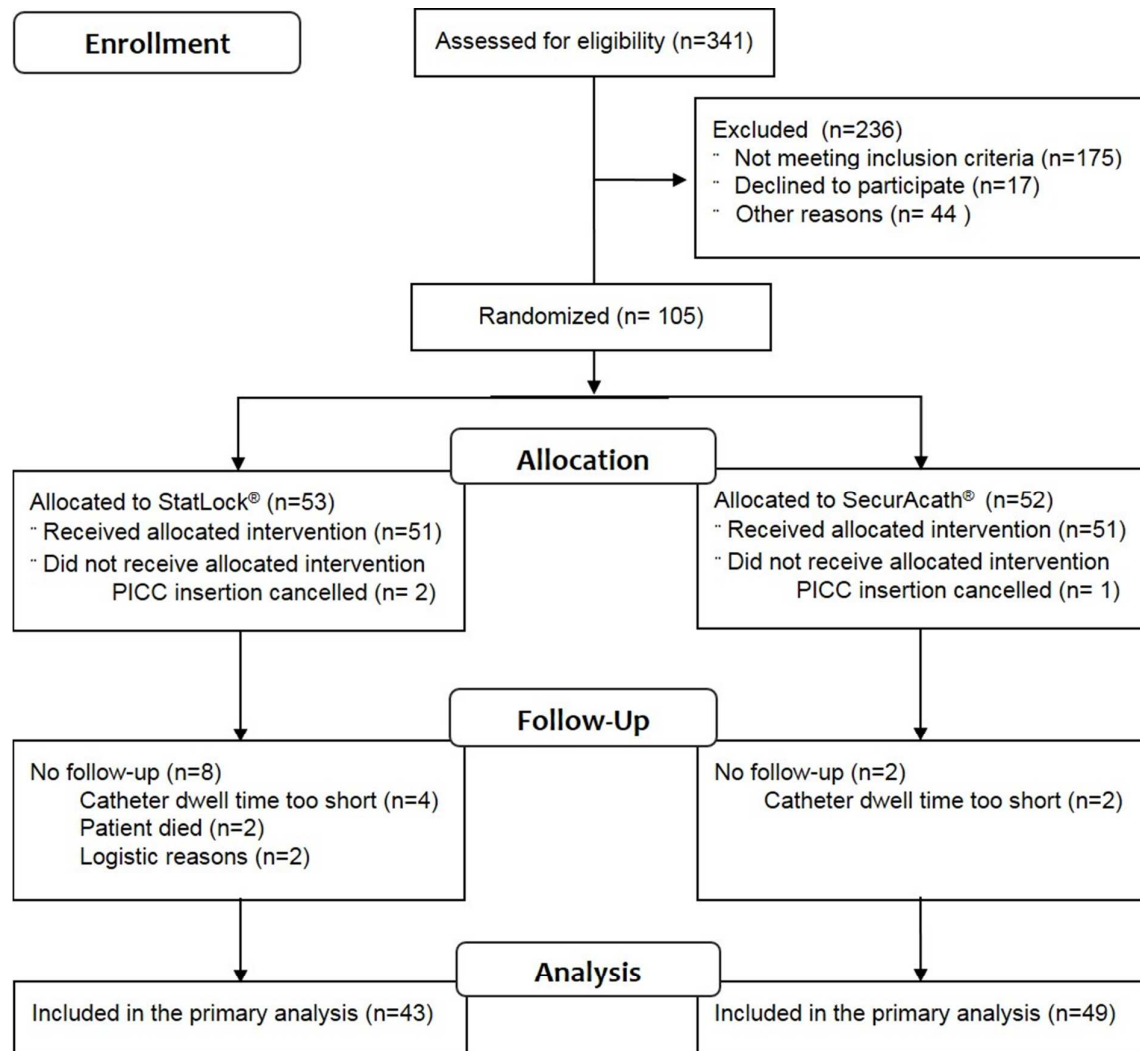 Enrollment
Assessed for eligibility (n=341)
Excluded (n=236)
¨ Not meeting inclusion criteria (n=175)
¨ Declined to participate (n=17)
¨ Other reasons (n= 44 )
Randomized (n= 105)
Allocation
Allocated to StatLock® (n=53)
¨ Received allocated intervention (n=51)
¨ Did not receive allocated intervention
PICC insertion cancelled (n= 2)
Allocated to SecurAcath® (n=52)
¨ Received allocated intervention (n=51)
¨ Did not receive allocated intervention
PICC insertion cancelled (n= 1)
Follow-Up
No follow-up (n=8)
Catheter dwell time too short (n=4)
Patient died (n=2)
Logistic reasons (n=2)
No follow-up (n=2)
Catheter dwell time too short (n=2)
Analysis
Included in the primary analysis (n=43)
Included in the primary analysis (n=49)